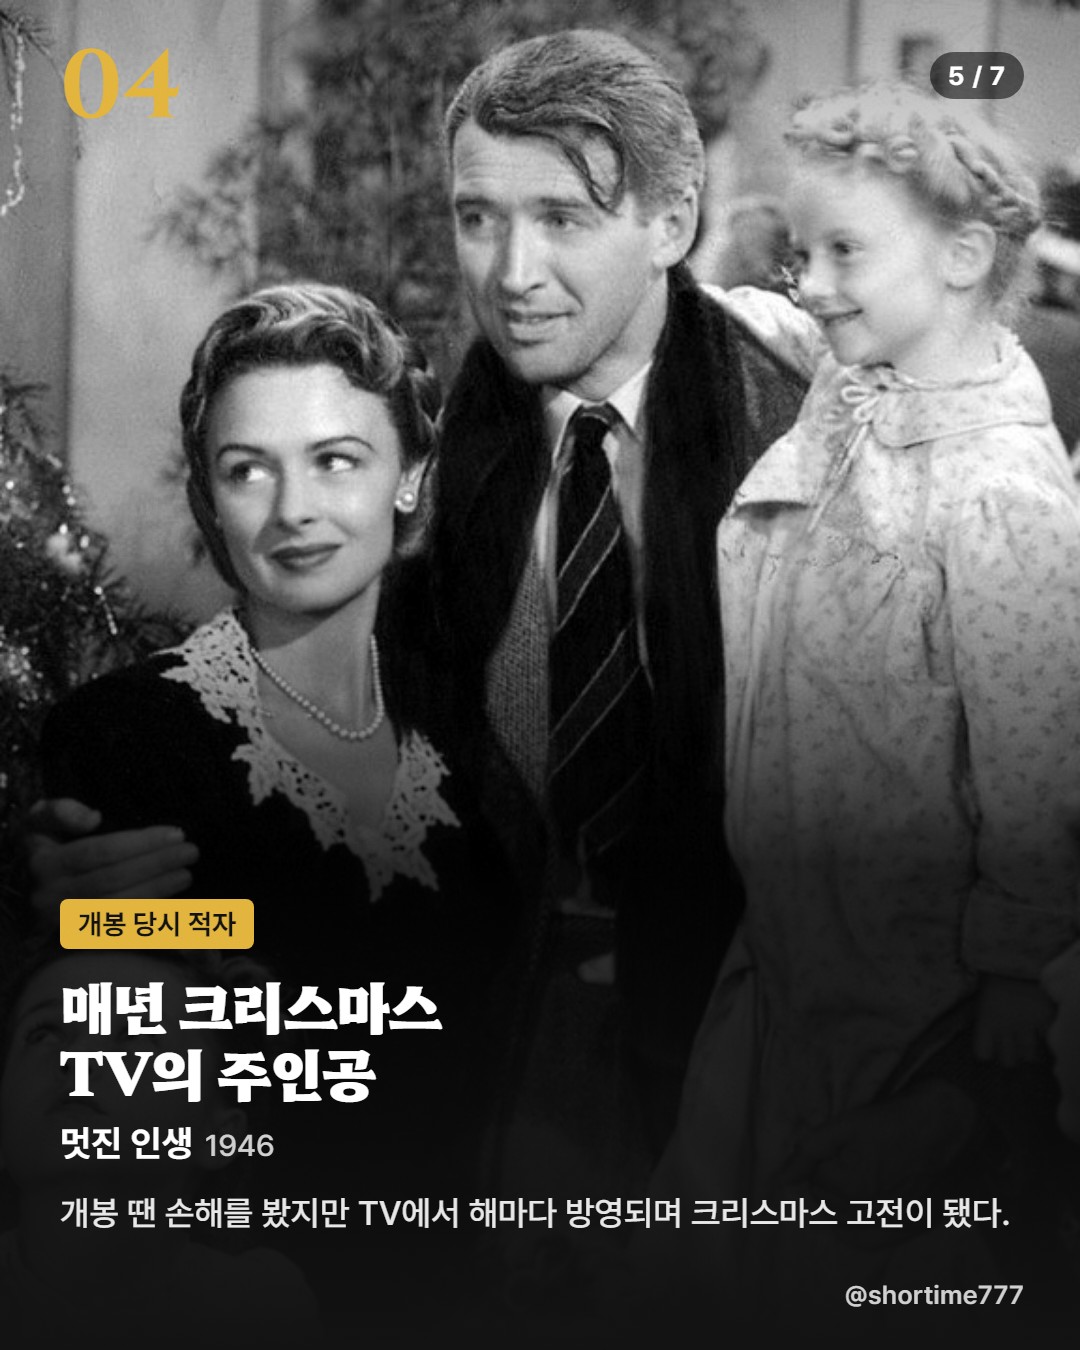 04
5 / 7
개봉 당시 적자
매년 크리스마스
TV의 주인공
멋진 인생 1946
개봉 땐 손해를 봤지만 TV에서 해마다 방영되며 크리스마스 고전이 됐다.
@shortime777